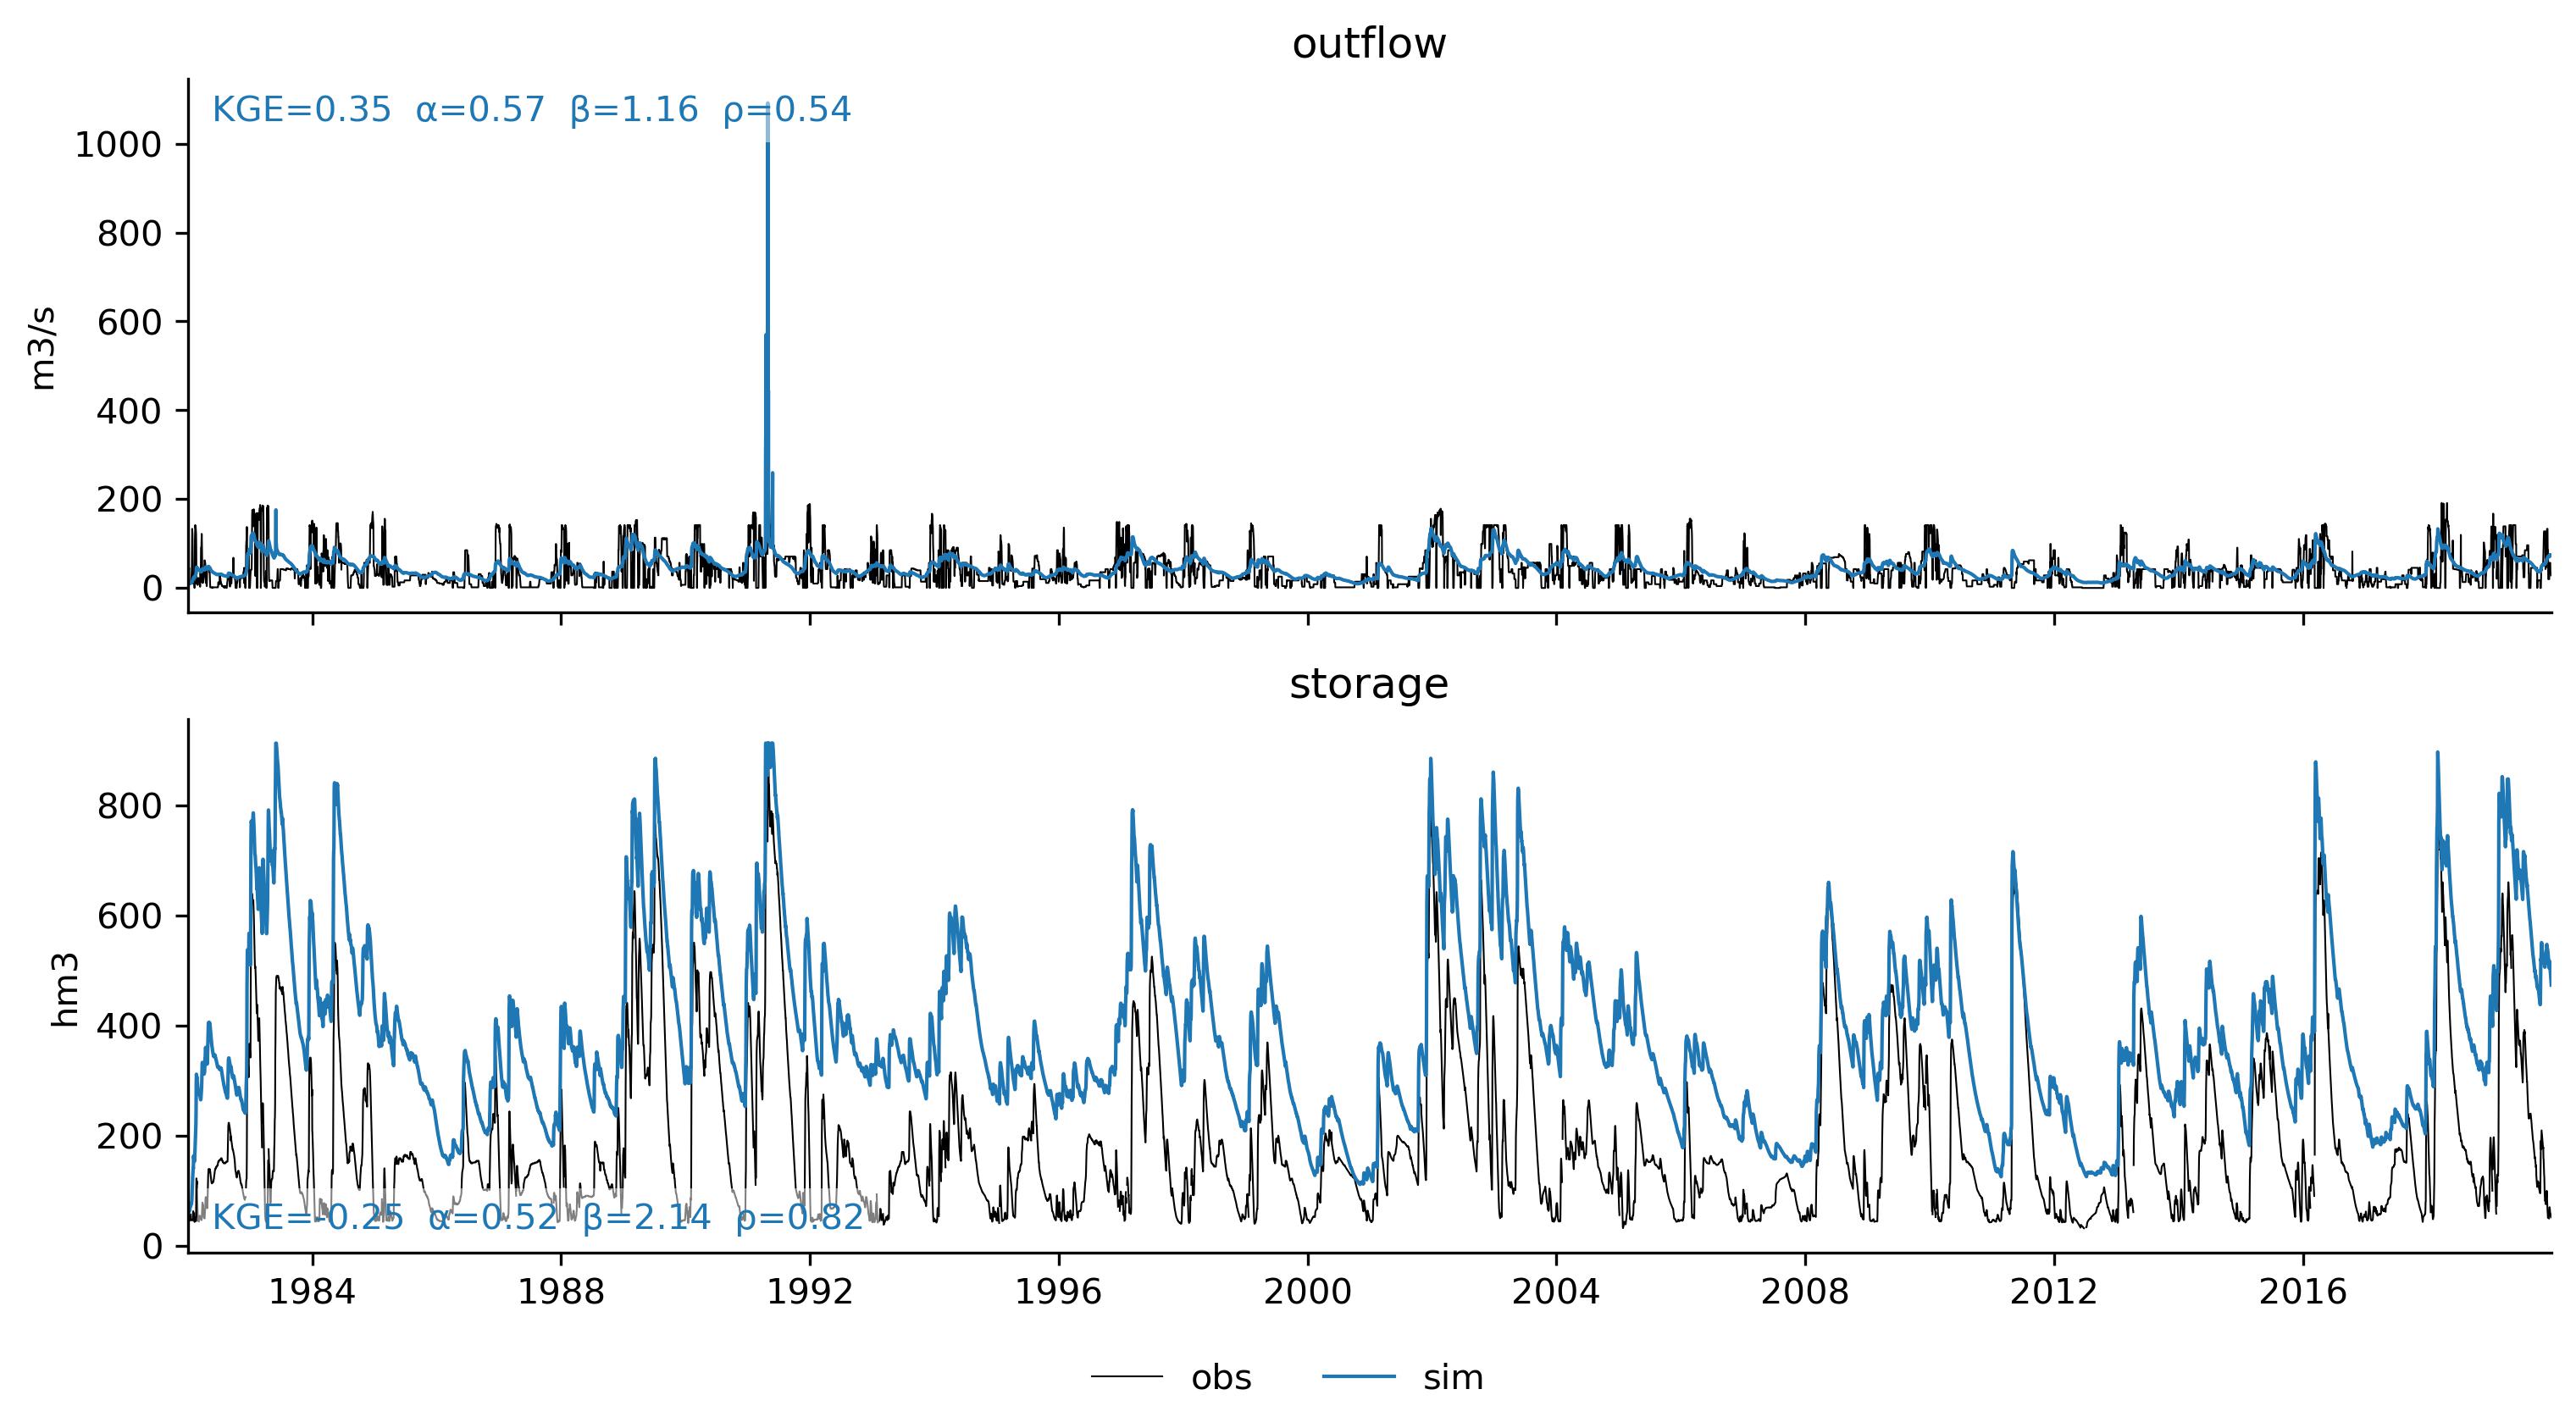 outflow
KGE=0.35 α=0.57 β=1.16 ρ=0.54
1000
800
600
400
200
0
m3/s
storage
800
600
400
200
0
hm3
KGE=-0.25 α=0.52 β=2.14 ρ=0.82
1984 1988 1992 1996 2000 2004 2008 2012 2016
obs sim